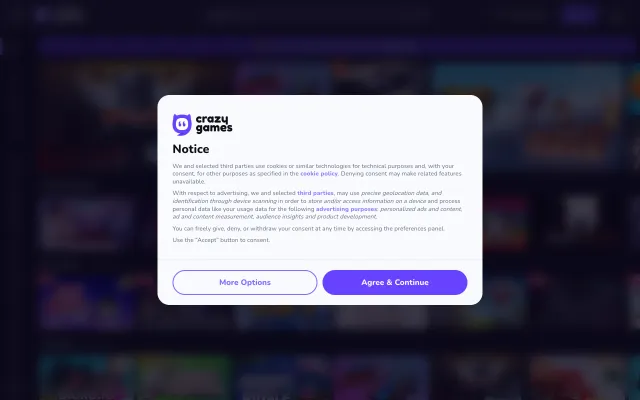 crazy
games
Notice
We and selected third parties use cookies or similar technologies for technical purposes and, with your
consent, for other purposes as specified in the cookie policy. Denying consent may make related features
unavailable.
With respect to advertising, we and selected third parties, may use precise geolocation data, and
identification through device scanning in order to store and/or access information on a device and process
personal data like your usage data for the following advertising purposes: personalized ads and content,
ad and content measurement, audience insights and product development.
You can freely give, deny, or withdraw your consent at any time by accessing the preferences panel.
Use the "Accept" button to consent.
More Options
Agree & Continue